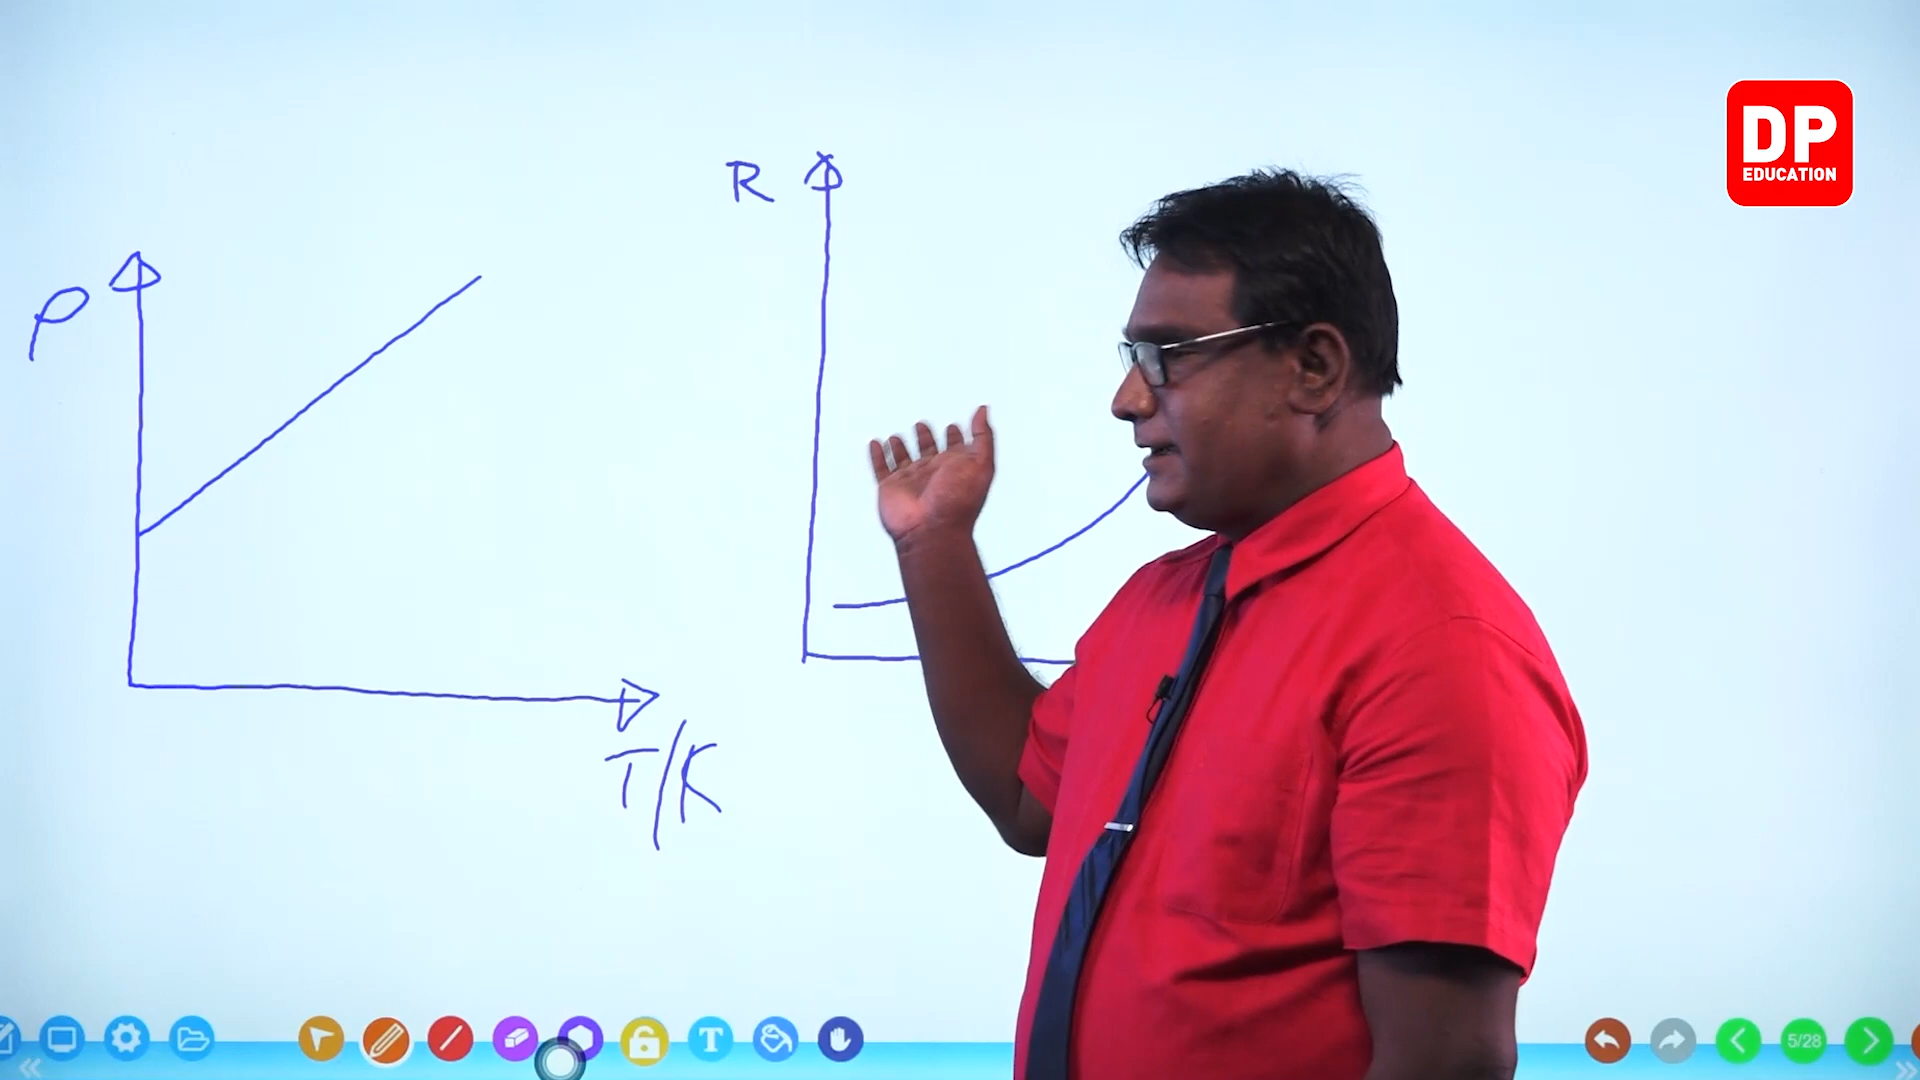 DP
EDUCATION
R
ρ
T/K
T
5/28